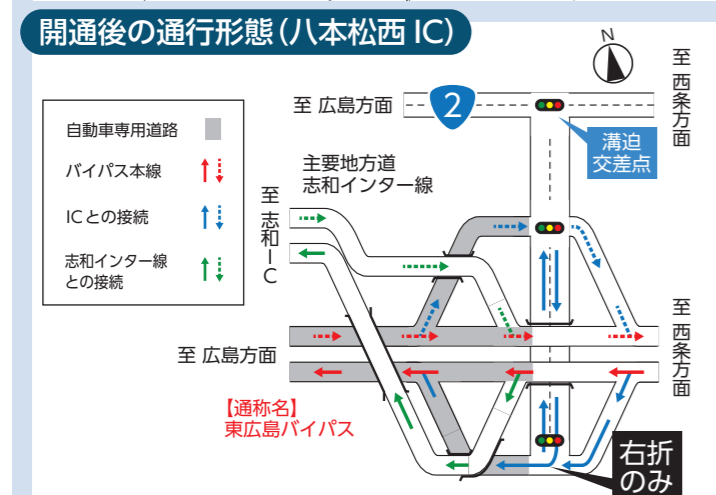 開通後の通行形態(八本松西IC)
N
至 西条方面
至 広島方面
2
溝迫
交差点
自動車専用道路
バイパス本線
ICとの接続
志和インター線
との接続
主要地方道
志和インター線
至 志和IC
至 広島方面
至 西条方面
【通称名】
東広島バイパス
右折
のみ